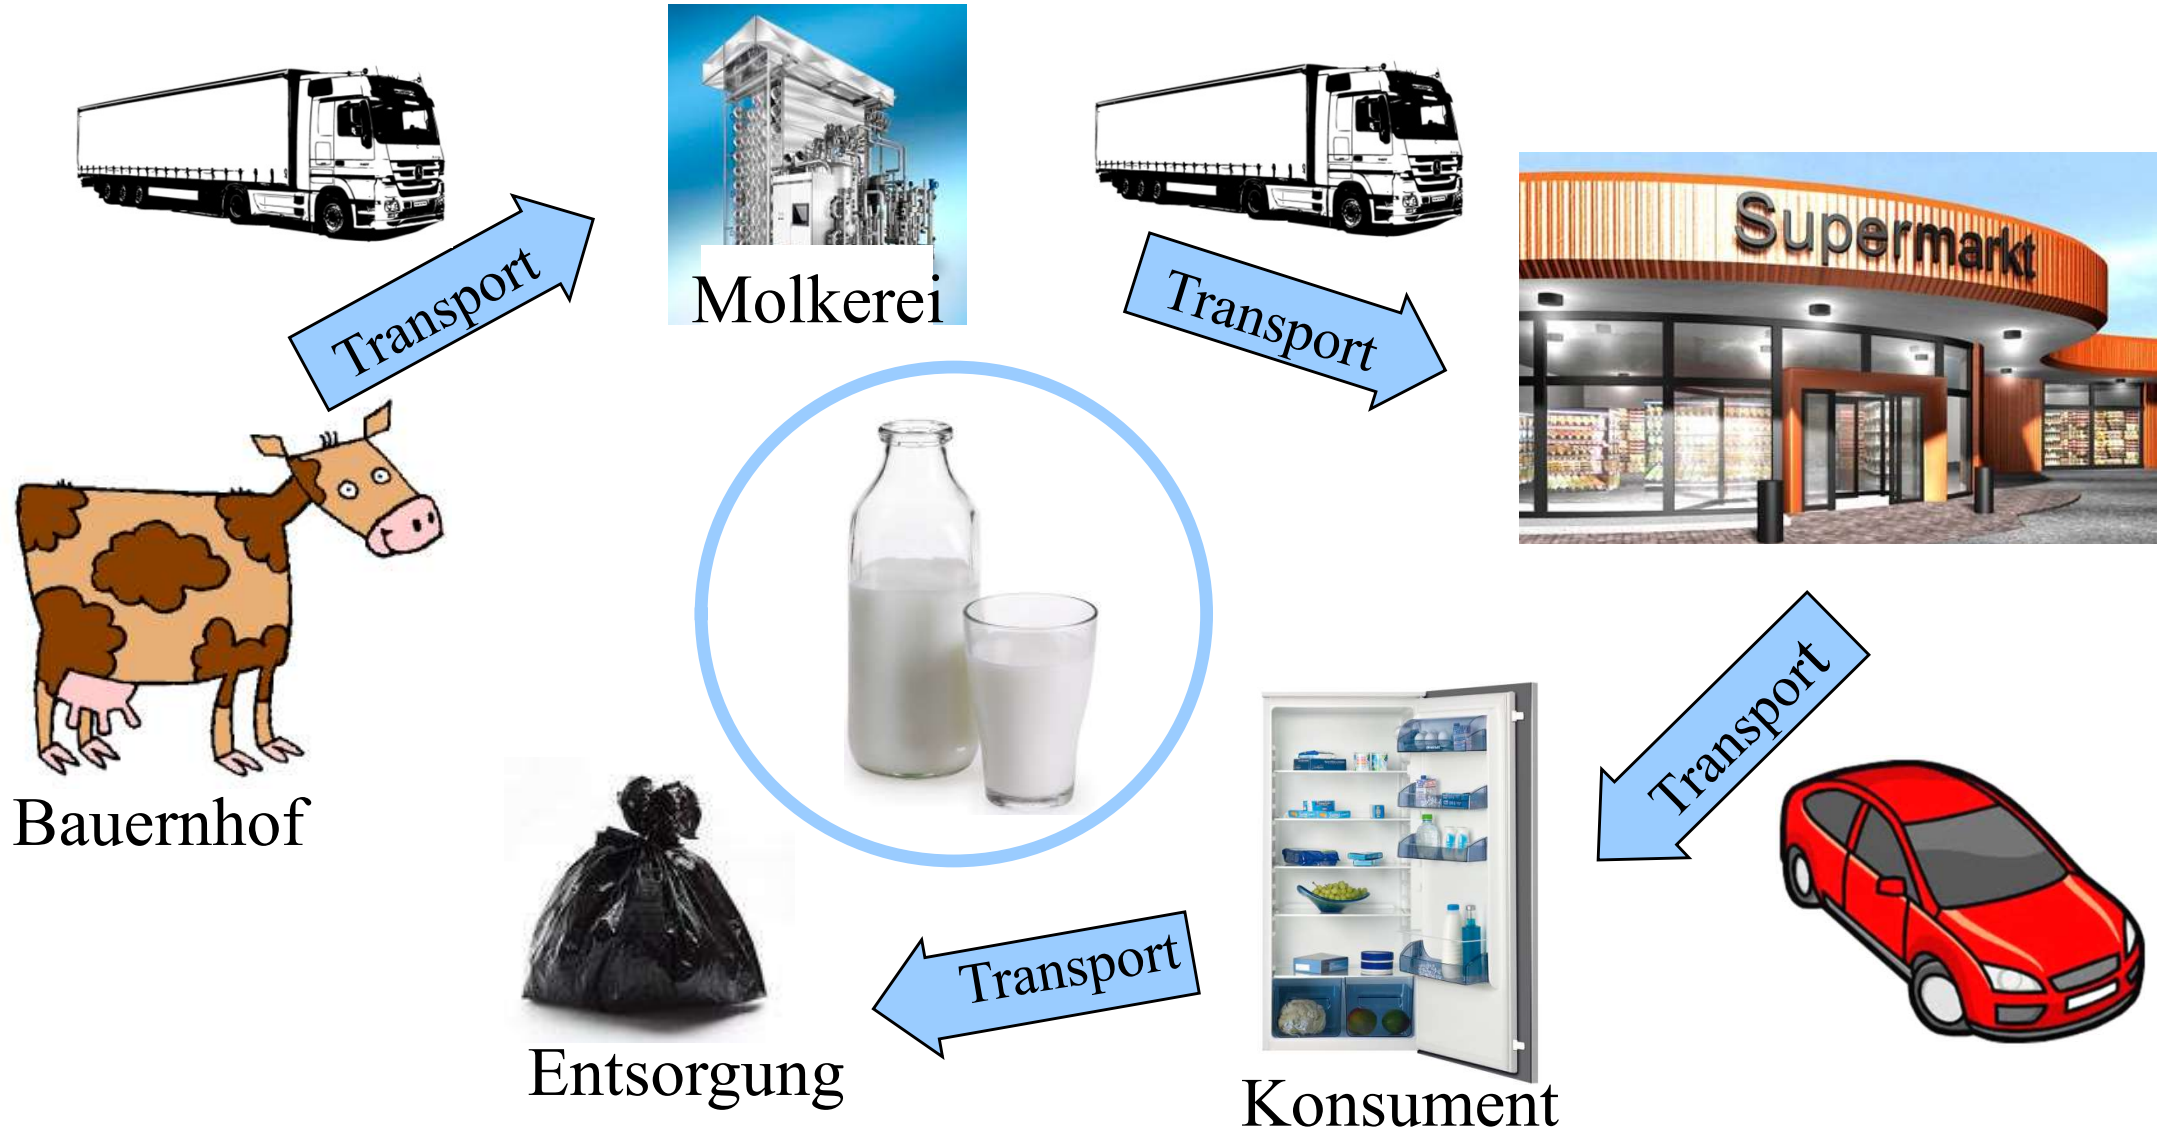 Transport
Molkerei
Transport
Supermarkt
Bauernhof
Transport
Transport
Entsorgung
Konsument